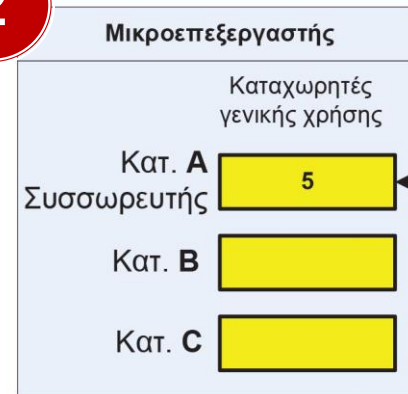 Μικροεπεξεργαστής
Καταχωρητές
γενικής χρήσης
Κατ. A
Συσσωρευτής
5
Κατ. B
Κατ. C